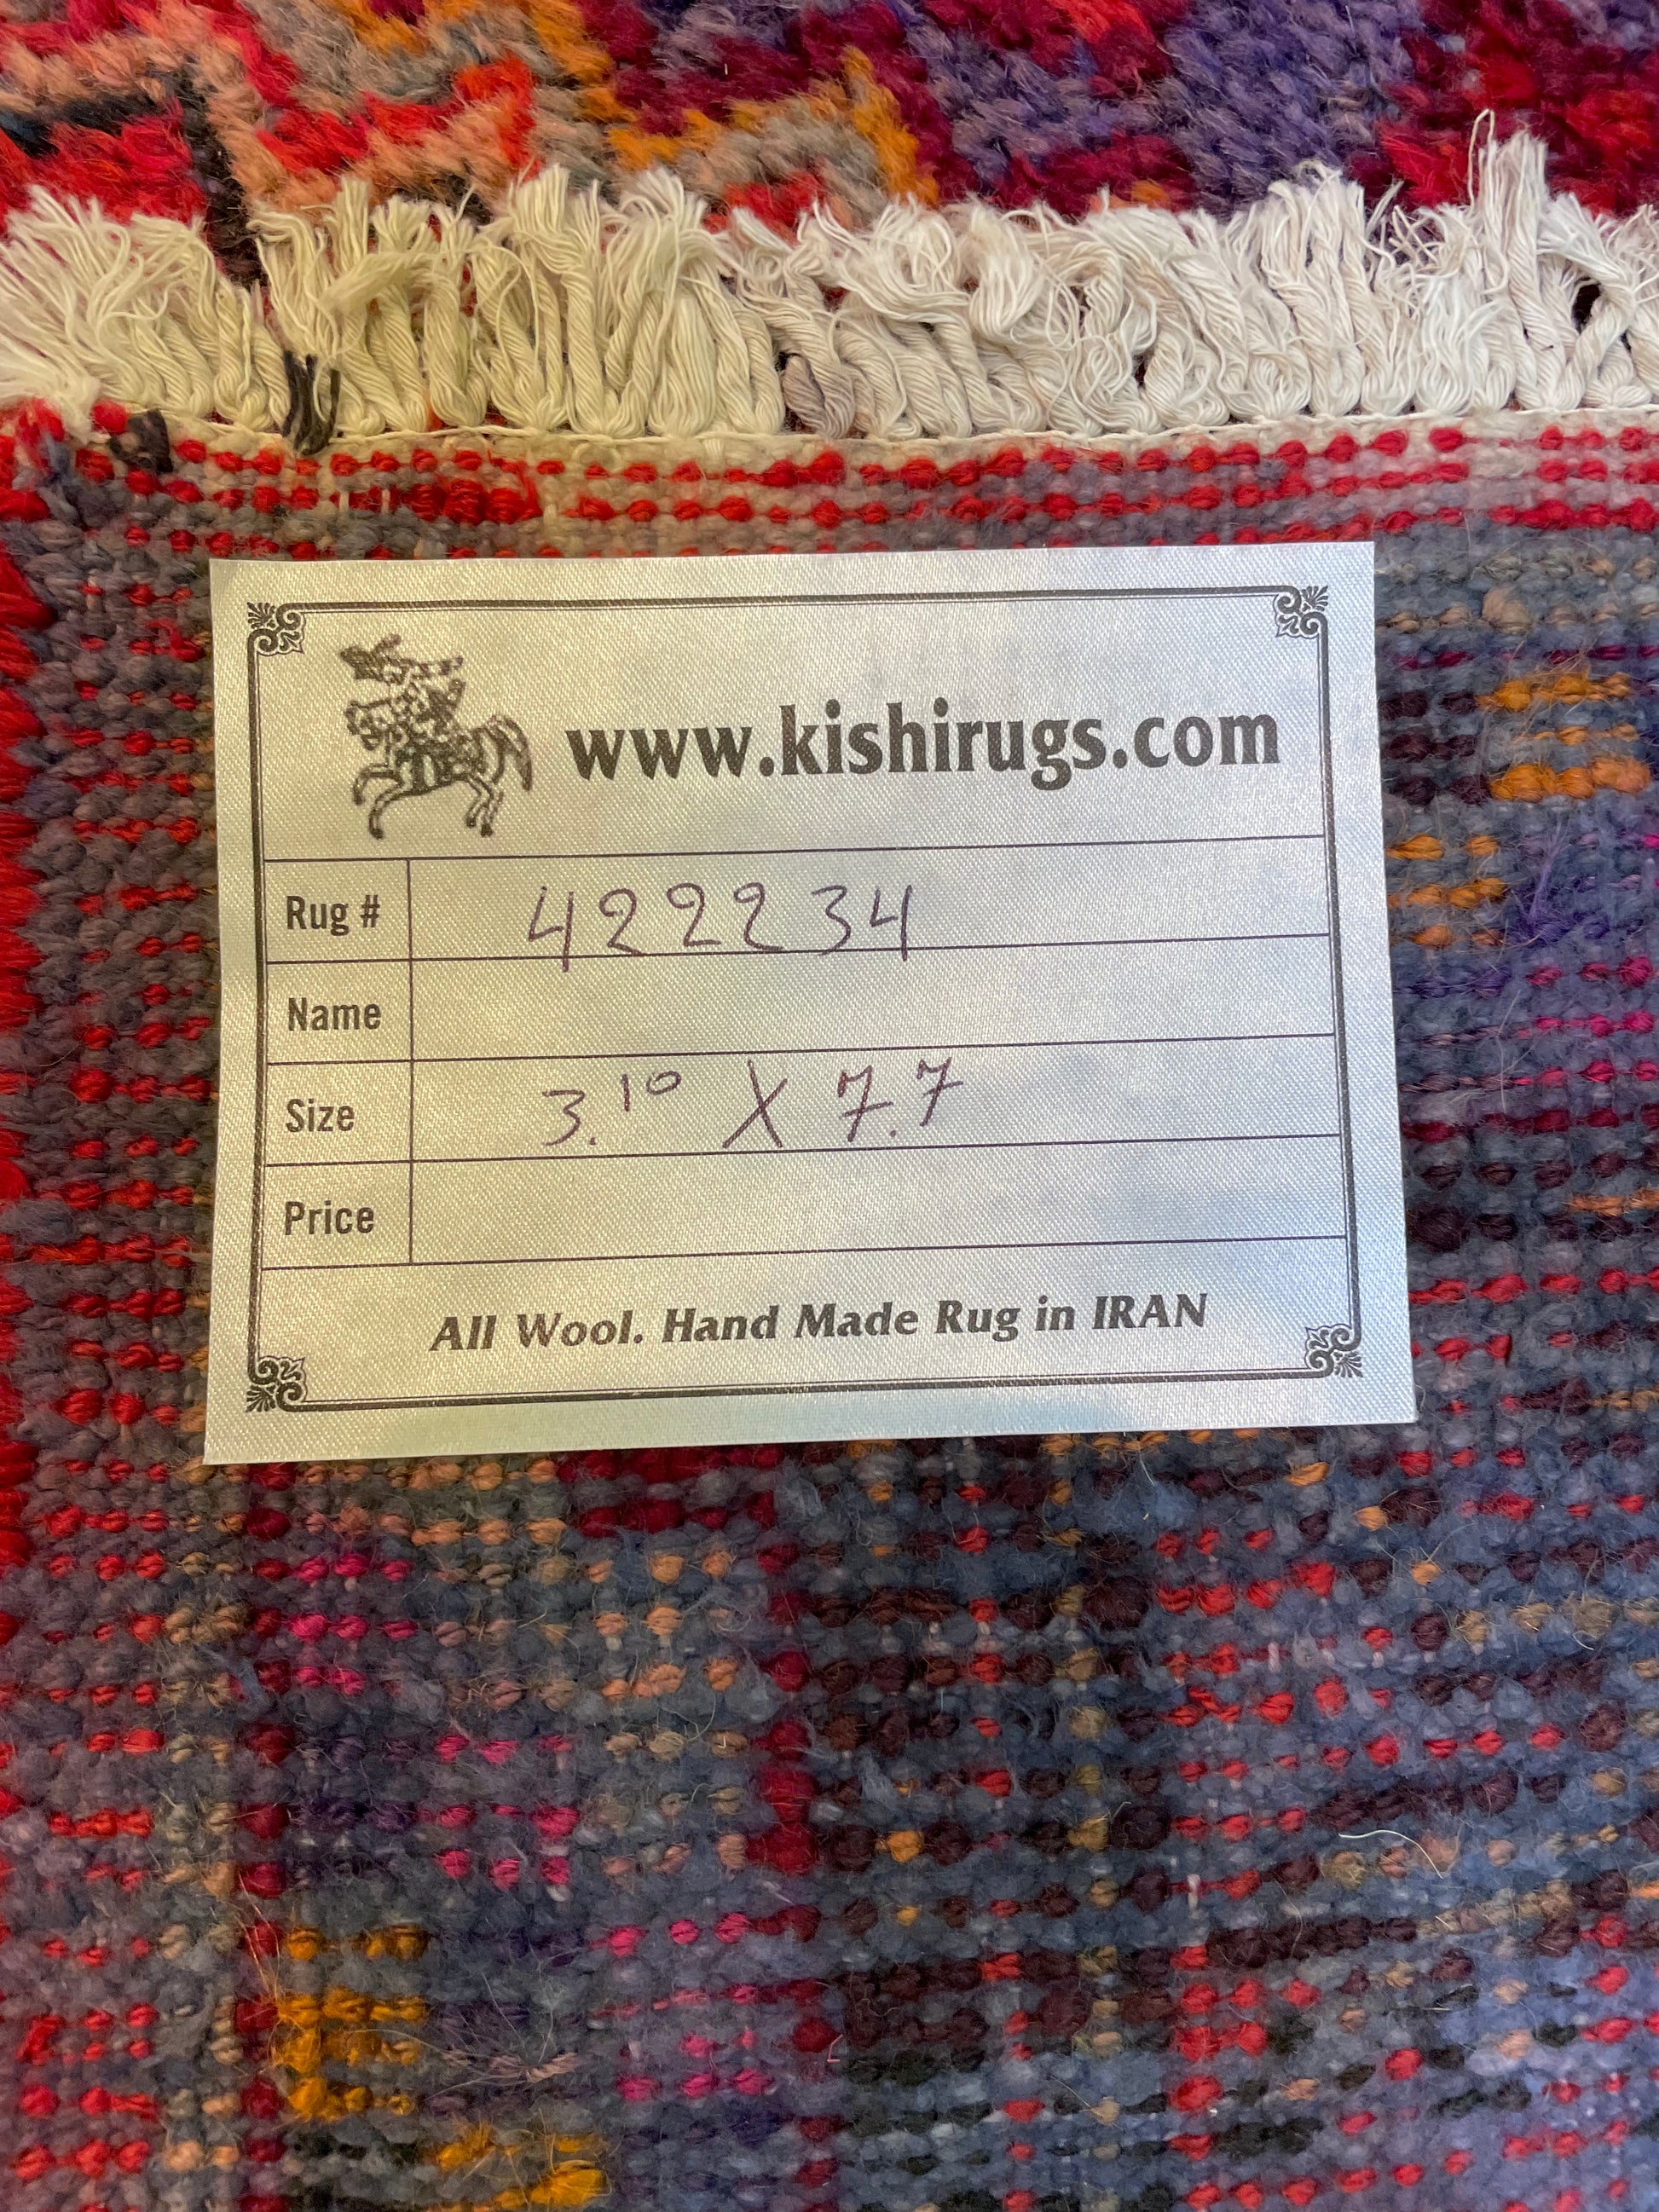 www.kishirugs.com
Rug # 422234
Name
Size 3.10 X 7.7
Price
All Wool. Hand Made Rug in IRAN